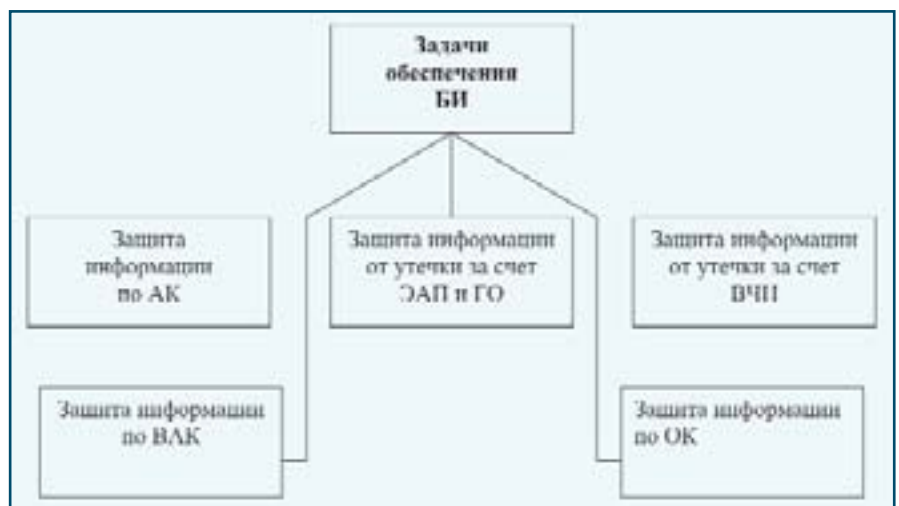 Задачи
обеспечения
БИ
Защита
информации
по АК
Защита информации
от утечки за счет
ЭАП и ГО
Защита информации
от утечки за счет
ВЧН
Защита информации
по ВАК
Защита информации
по ОК